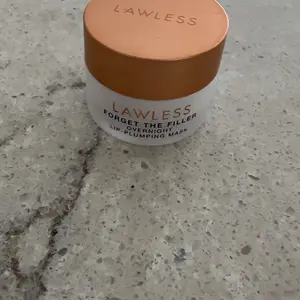 LAWLESS
LAWLESS
FORGET THE FILLER
OVERNIGHT
LIP PLUMPING MASK